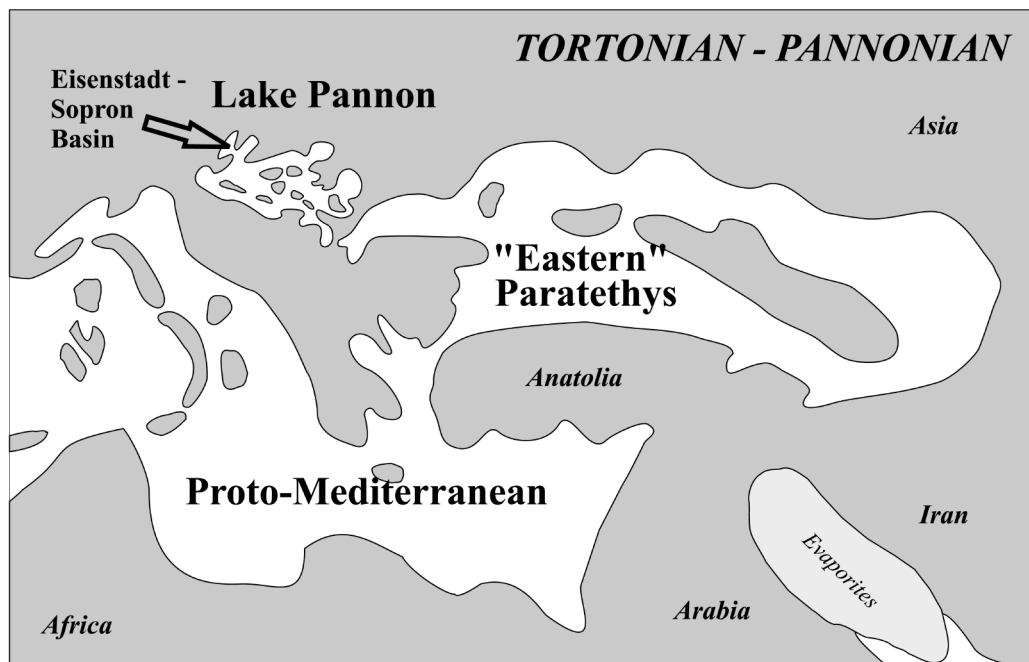 TORTONIAN - PANNONIAN
Eisenstadt -
Sopron
Basin
Lake Pannon
Asia
"Eastern"
Paratethys
Anatolia
Proto-Mediterranean
Iran
Evaporites
Arabia
Africa